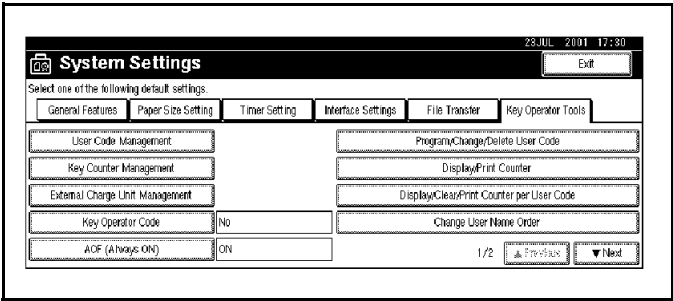 23JUL 2001 17:30
System Settings
Exit
Select one of the following default settings.
General Features Paper Size Setting Timer Setting Interface Settings File Transfer Key Operator Tools
User Code Management Program/Change/Delete User Code
Key Counter Management Display/Print Counter
External Charge Unit Management Display/Clear/Print Counter per User Code
Key Operator Code No Change User Name Order
AOF (Always ON) ON 1/2 ▲Previous ▼Next